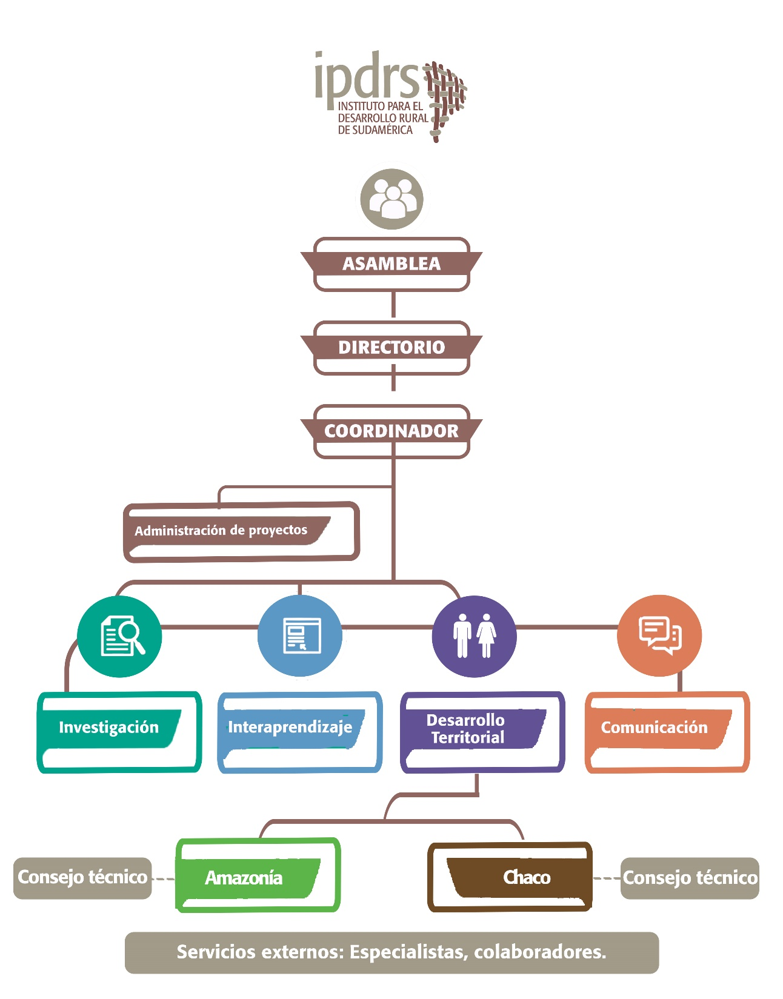 ipdrs
INSTITUTO PARA EL
DESARROLLO RURAL
DE SUDAMÉRICA
ASAMBLEA
DIRECTORIO
COORDINADOR
Administración de proyectos
Investigación
Interaprendizaje
Desarrollo
Territorial
Comunicación
Consejo técnico
Amazonía
Chaco
Consejo técnico
Servicios externos: Especialistas, colaboradores.